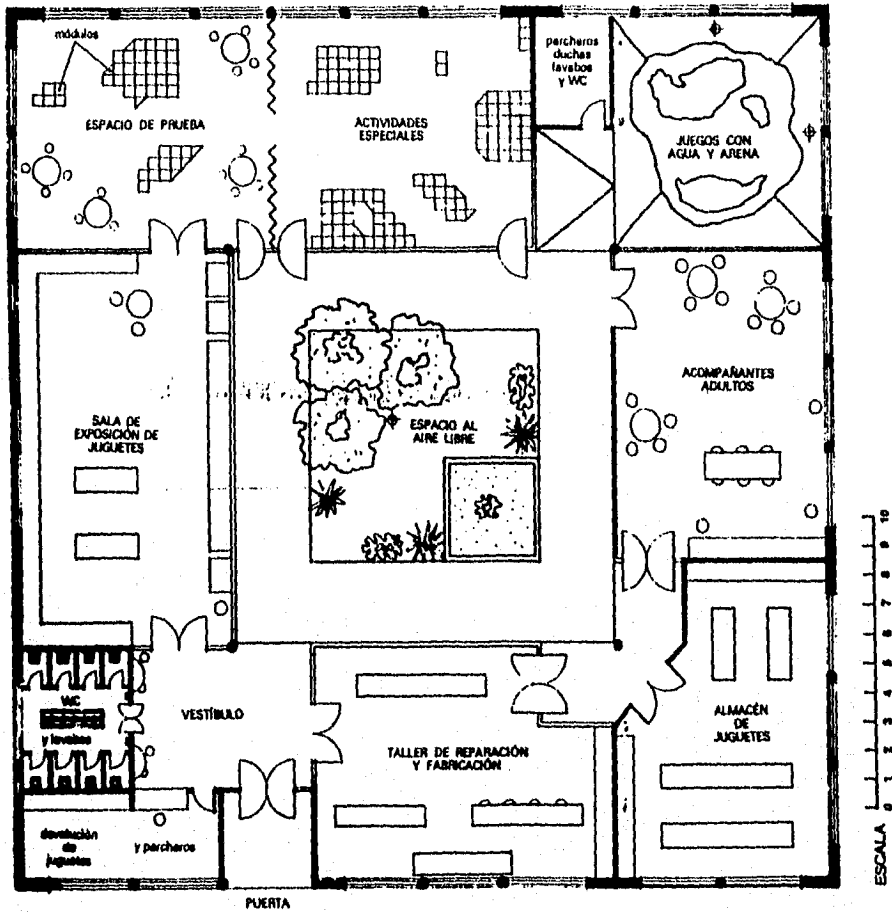 módulos
ESPACIO DE PRUEBA
ACTIVIDADES
ESPECIALES
percheros
duchas
lavabos
y WC
JUEGOS CON
AGUA Y ARENA
SALA DE
EXPOSICIÓN DE
JUGUETES
ESPACIO AL
AIRE LIBRE
ACOMPAÑANTES
ADULTOS
WC
y lavabos
VESTÍBULO
TALLER DE REPARACIÓN
Y FABRICACIÓN
ALMACÉN
DE
JUGUETES
devolución
de
juguetes
y percheros
PUERTA
ESCALA
0 1 2 3 4 5 6 7 8 9 10